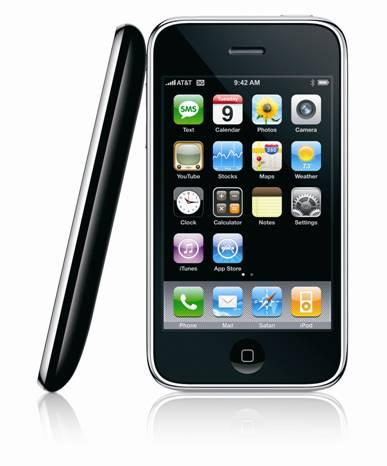 AT&T 3G 9:42 AM
SMS Tuesday 9 280 73°
Text Calendar Photos Camera
YouTube Stocks Maps Weather
Clock Calculator Notes Settings
iTunes App Store
Phone Mail Safari iPod